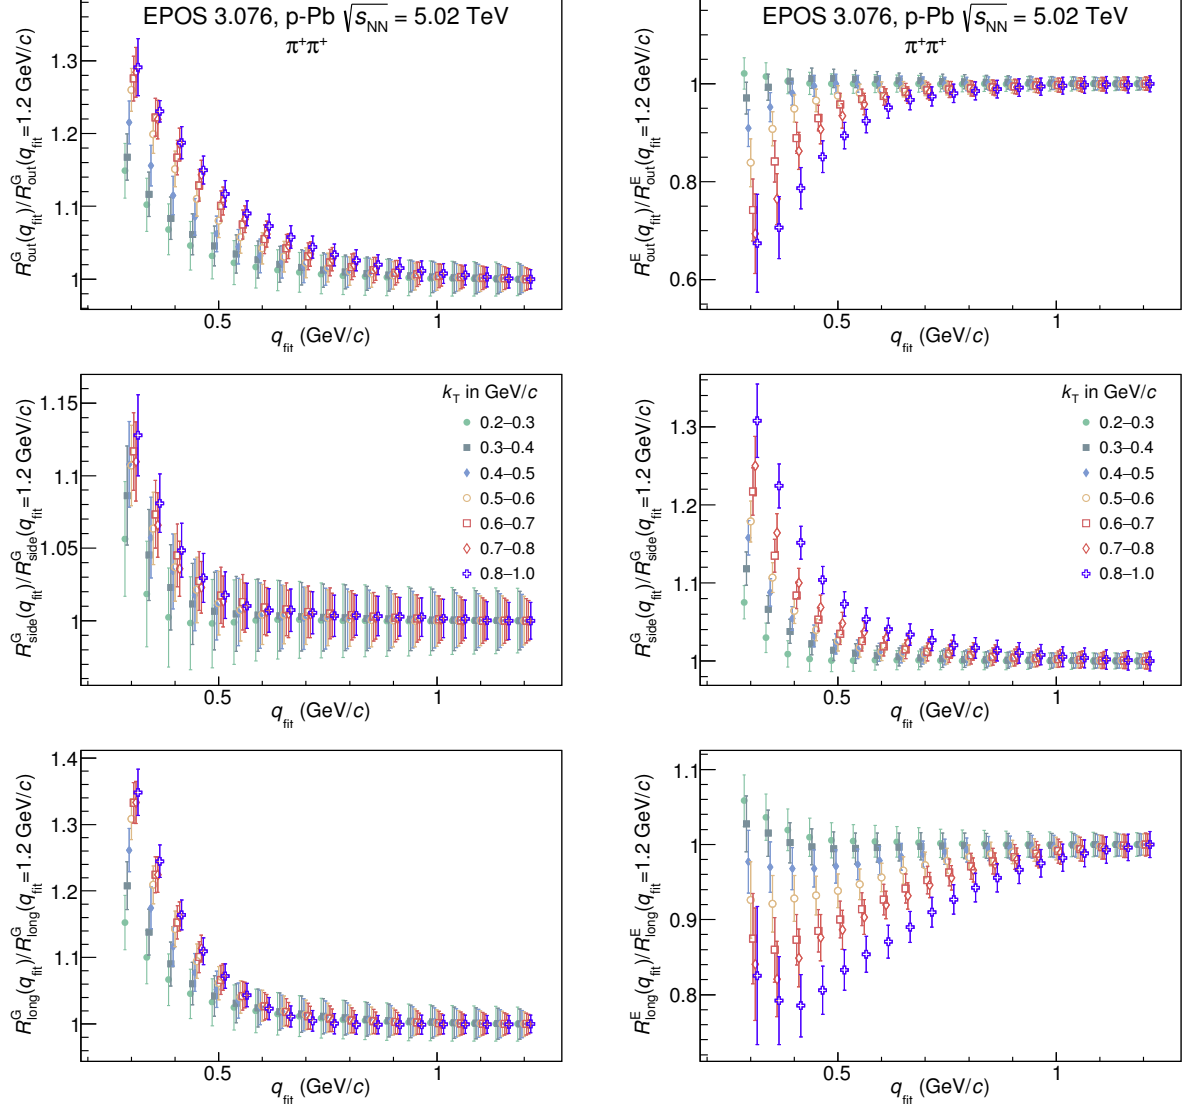 EPOS 3.076, p-Pb √sNN = 5.02 TeV
π+π+
RGout(qfit)/RGout(qfit=1.2 GeV/c)
1.3
1.2
1.1
1
0.5
1
qfit (GeV/c)
EPOS 3.076, p-Pb √sNN = 5.02 TeV
π+π+
REout(qfit)/REout(qfit=1.2 GeV/c)
1
0.8
0.6
0.5
1
qfit (GeV/c)
RGside(qfit)/RGside(qfit=1.2 GeV/c)
1.15
1.1
1.05
1
kT in GeV/c
0.2–0.3
0.3–0.4
0.4–0.5
0.5–0.6
0.6–0.7
0.7–0.8
0.8–1.0
0.5
1
qfit (GeV/c)
RGside(qfit)/RGside(qfit=1.2 GeV/c)
1.3
1.2
1.1
1
kT in GeV/c
0.2–0.3
0.3–0.4
0.4–0.5
0.5–0.6
0.6–0.7
0.7–0.8
0.8–1.0
0.5
1
qfit (GeV/c)
RGlong(qfit)/RGlong(qfit=1.2 GeV/c)
1.4
1.3
1.2
1.1
1
0.5
1
qfit (GeV/c)
RElong(qfit)/RElong(qfit=1.2 GeV/c)
1.1
1
0.9
0.8
0.5
1
qfit (GeV/c)